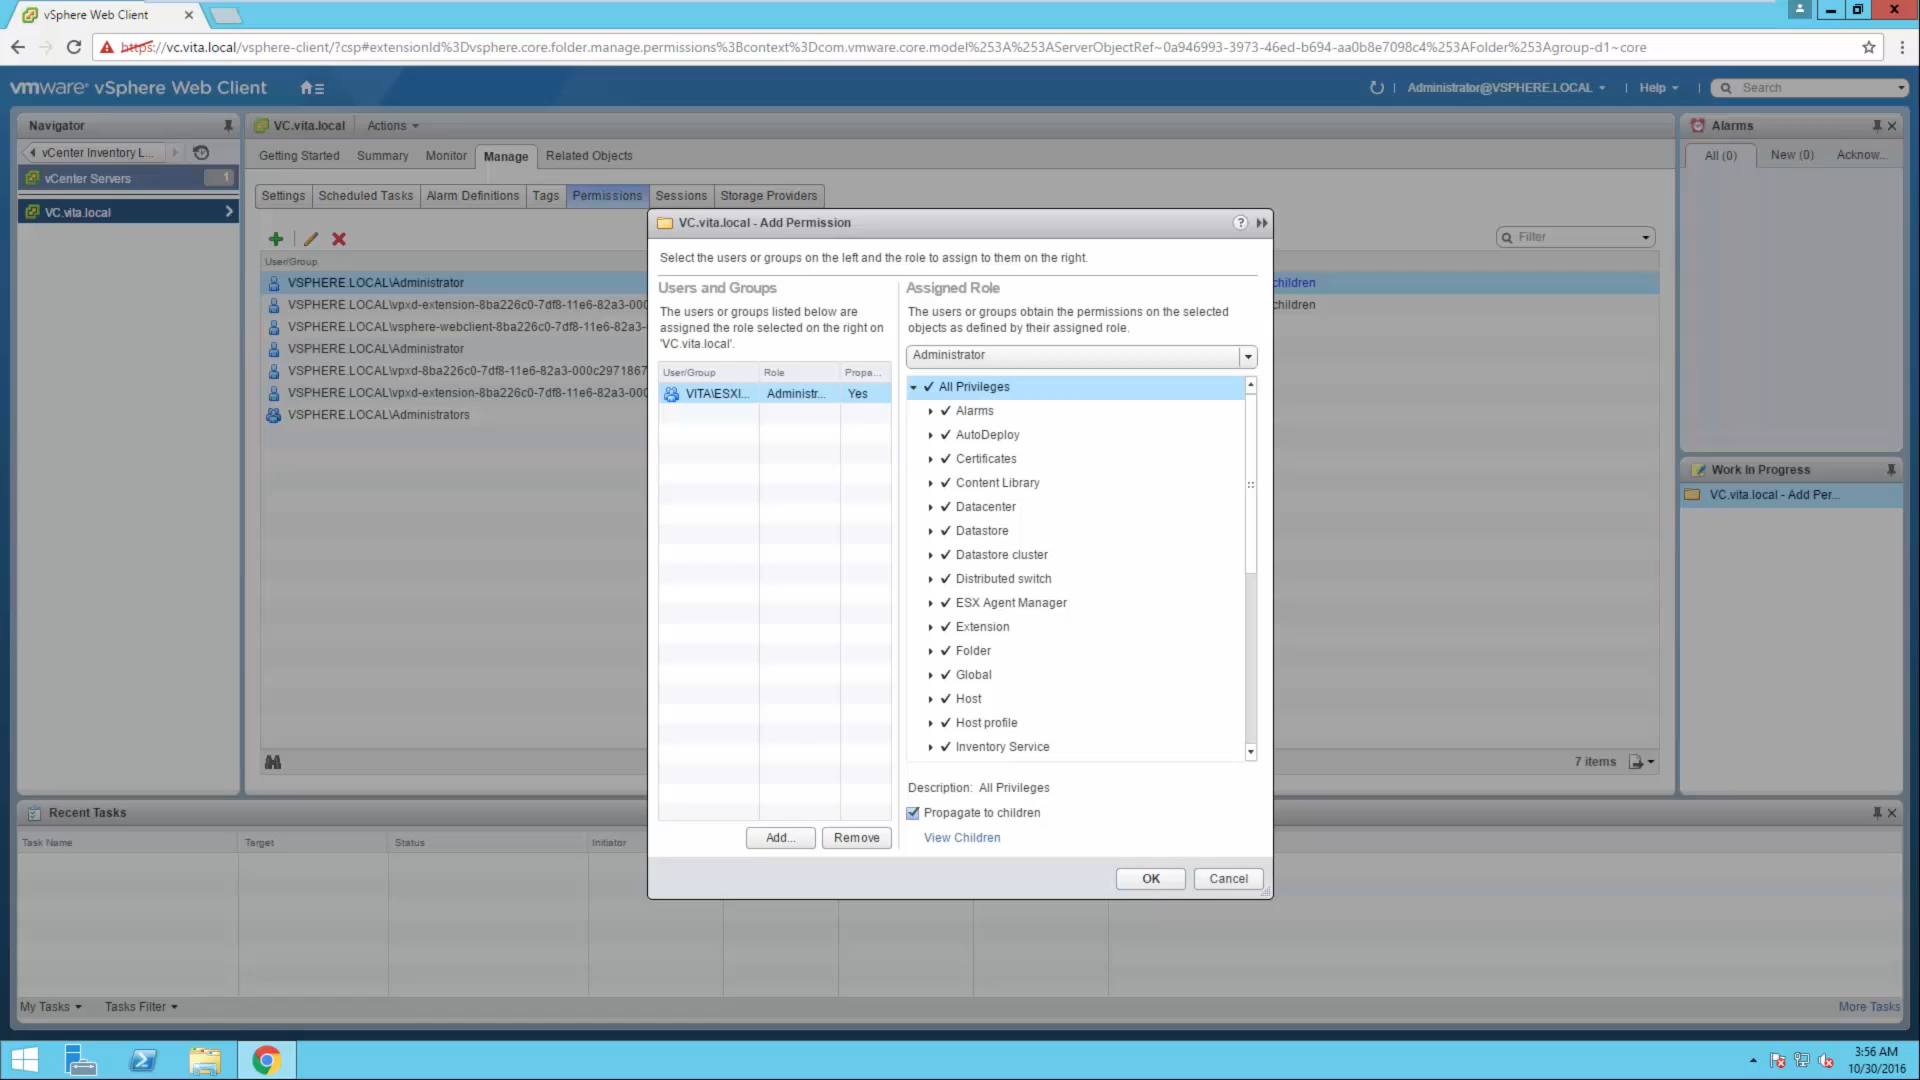 vSphere Web Client
https://vc.vita.local/vsphere-client/?csp#extensionId%3Dvsphere.core.folder.manage.permissions%3Bcontext%3Dcom.vmware.core.model%253A%253AServerObjectRef~0a946993-3973-46ed-b694-aa0b8e7098c4%253AFolder%253Agroup-d1~core
vmware® vSphere Web Client
Administrator@VSPHERE.LOCAL
Help
Search
Navigator
vCenter Inventory L...
vCenter Servers 1
VC.vita.local
VC.vita.local Actions
Getting Started Summary Monitor Manage Related Objects
Settings Scheduled Tasks Alarm Definitions Tags Permissions Sessions Storage Providers
Filter
User/Group
VSPHERE.LOCAL\Administrator
children
VSPHERE.LOCAL\vpxd-extension-8ba226c0-7df8-11e6-82a3-000
children
VSPHERE.LOCAL\vsphere-webclient-8ba226c0-7df8-11e6-82a3-
VSPHERE.LOCAL\Administrator
VSPHERE.LOCAL\vpxd-8ba226c0-7df8-11e6-82a3-000c2971867
VSPHERE.LOCAL\vpxd-extension-8ba226c0-7df8-11e6-82a3-000
VSPHERE.LOCAL\Administrators
7 items
VC.vita.local - Add Permission
Select the users or groups on the left and the role to assign to them on the right.
Users and Groups
The users or groups listed below are
assigned the role selected on the right on
'VC.vita.local'.
User/Group Role Propa...
VITA\ESXI... Administr... Yes
Add... Remove
Assigned Role
The users or groups obtain the permissions on the selected
objects as defined by their assigned role.
Administrator
All Privileges
Alarms
AutoDeploy
Certificates
Content Library
Datacenter
Datastore
Datastore cluster
Distributed switch
ESX Agent Manager
Extension
Folder
Global
Host
Host profile
Inventory Service
Description: All Privileges
Propagate to children
View Children
OK Cancel
Alarms
All (0) New (0) Acknow...
Work In Progress
VC.vita.local - Add Per...
Recent Tasks
Task Name Target Status Initiator
My Tasks Tasks Filter
More Tasks
3:56 AM
10/30/2016